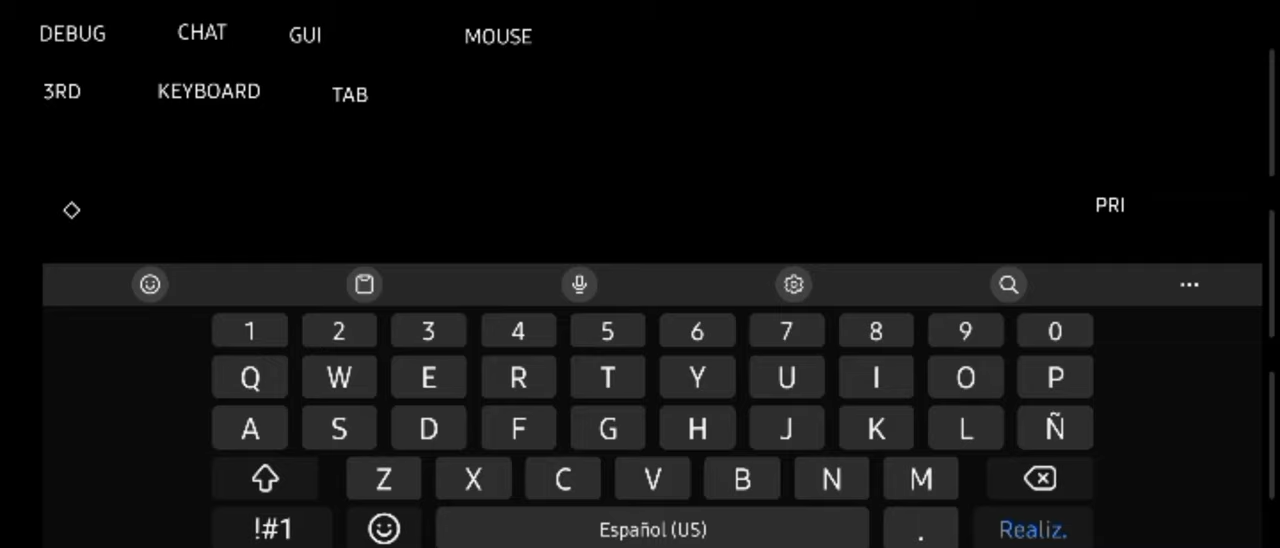 DEBUG CHAT GUI MOUSE
3RD KEYBOARD TAB
PRI
1 2 3 4 5 6 7 8 9 0
Q W E R T Y U I O P
A S D F G H J K L Ñ
Z X C V B N M
!#1 Español (US) . Realiz.